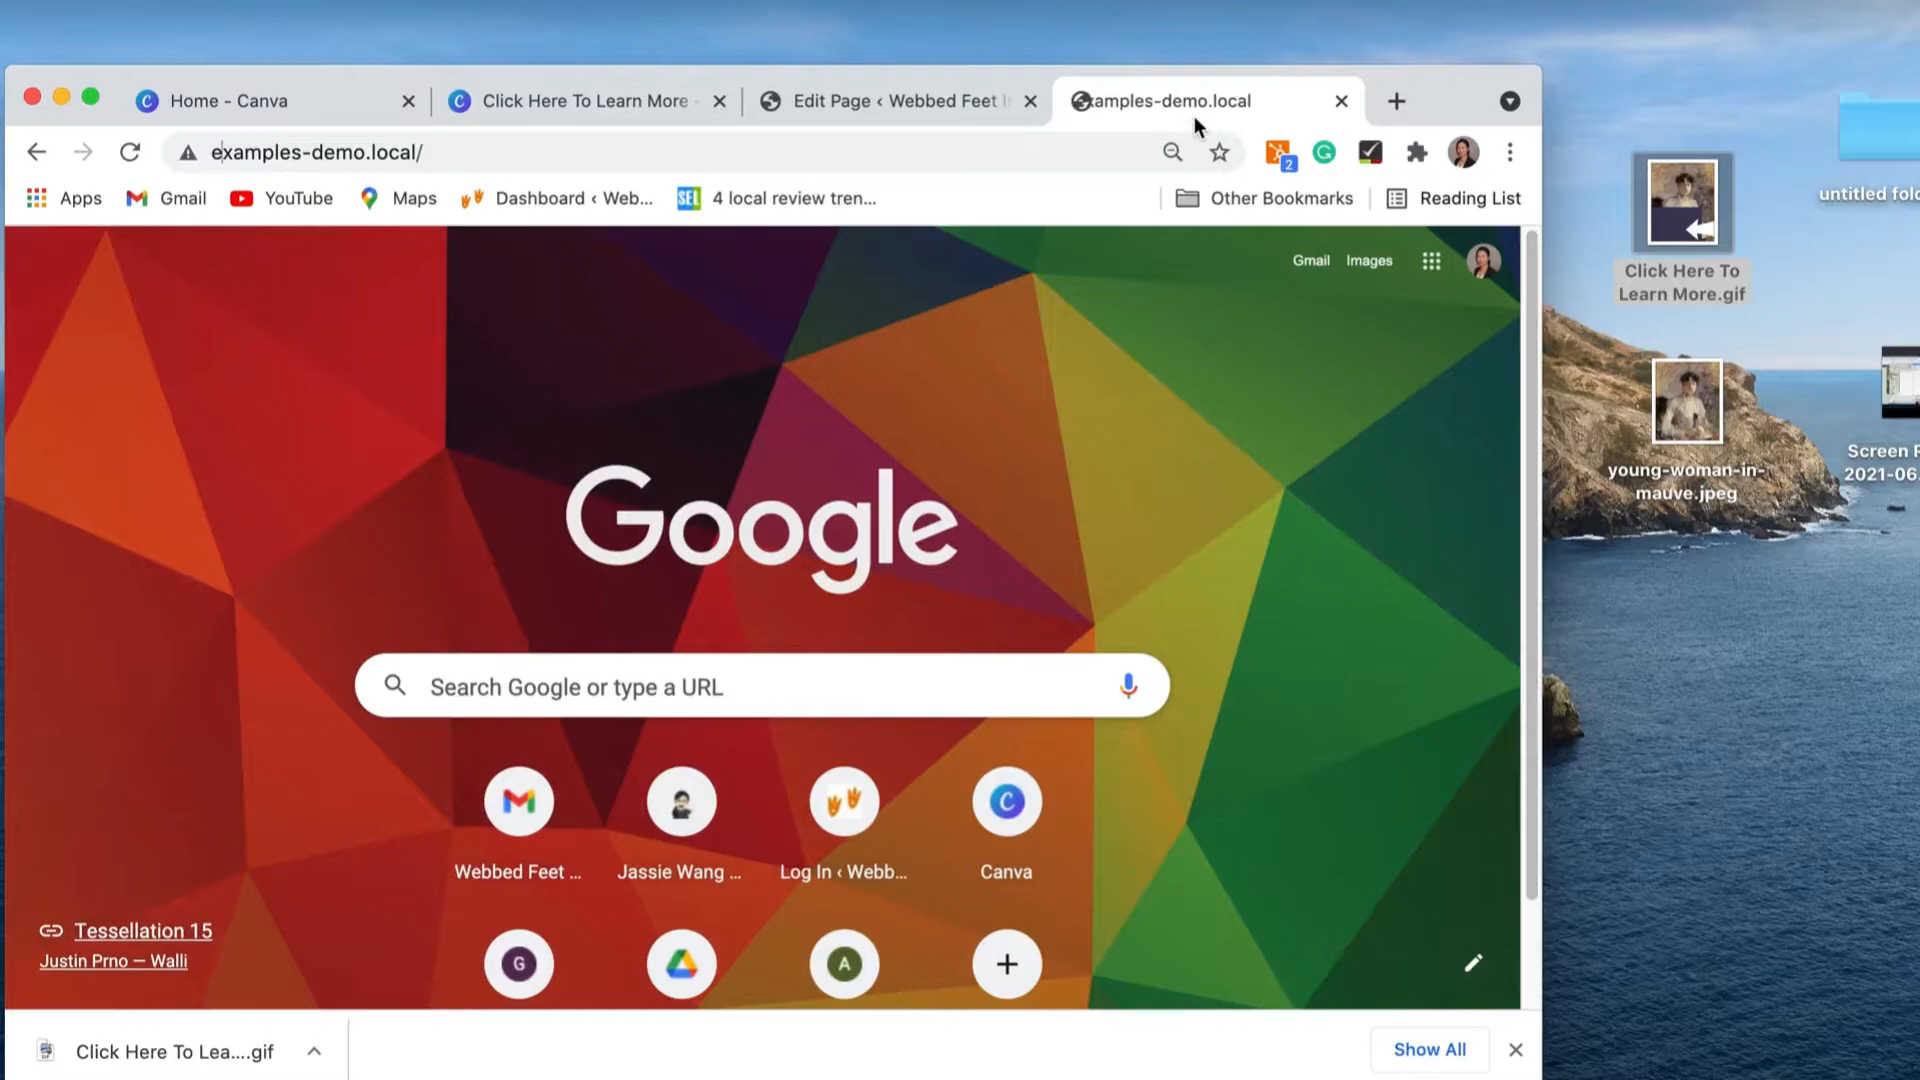 Home - Canva
Click Here To Learn More -
Edit Page ‹ Webbed Feet
examples-demo.local
examples-demo.local/
2
Apps
Gmail
YouTube
Maps
Dashboard ‹ Web...
SEL
4 local review tren...
Other Bookmarks
Reading List
Gmail
Images
Google
Search Google or type a URL
Webbed Feet ...
Jassie Wang ...
Log In ‹ Webb...
Canva
G
A
Tessellation 15
Justin Prno — Walli
Click Here To Lea....gif
Show All
Click Here To
Learn More.gif
young-woman-in-
mauve.jpeg
untitled fol
Screen R
2021-06